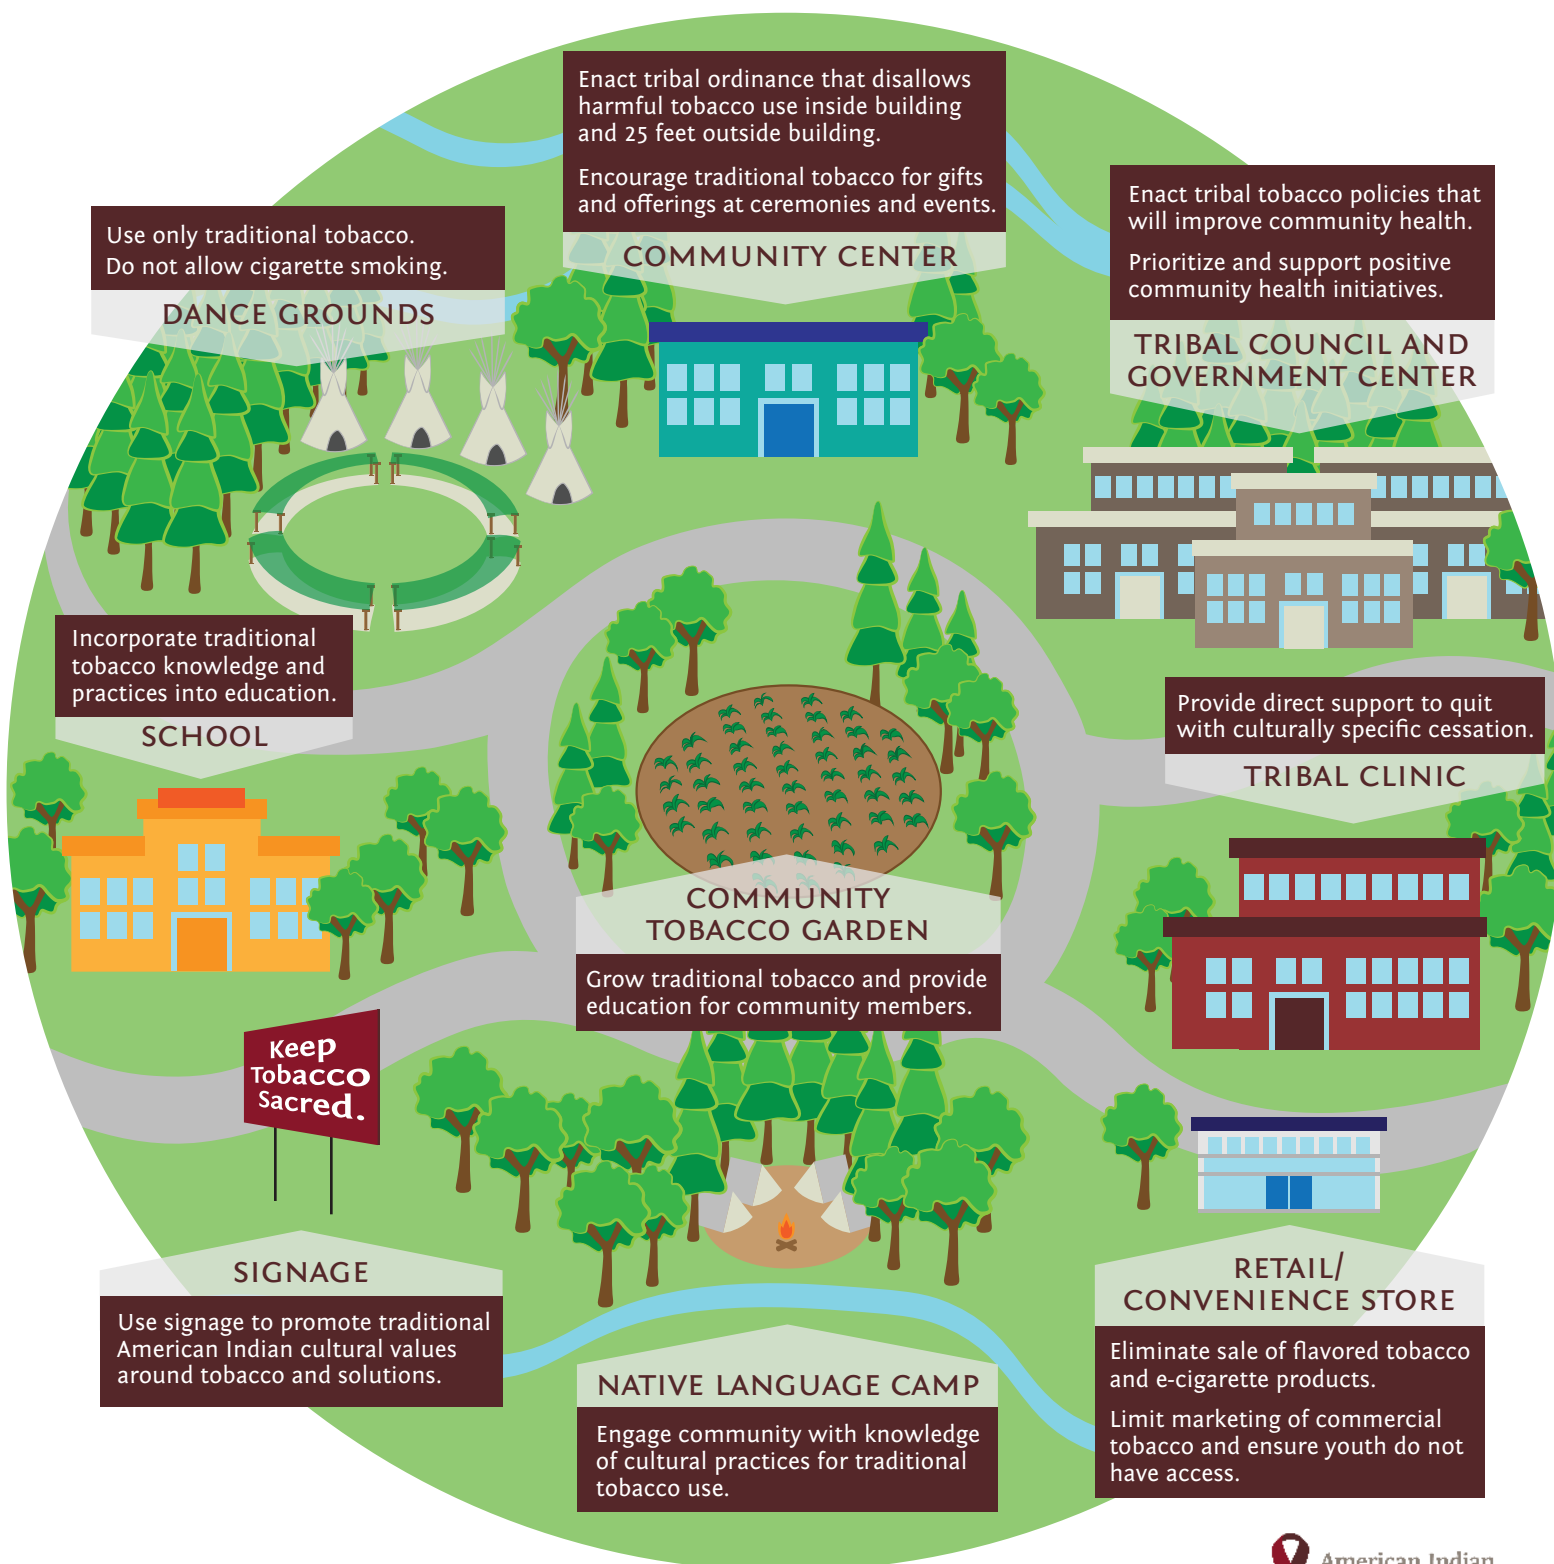 Enact tribal ordinance that disallows
harmful tobacco use inside building
and 25 feet outside building.
Encourage traditional tobacco for gifts
and offerings at ceremonies and events.
COMMUNITY CENTER
Enact tribal tobacco policies that
will improve community health.
Prioritize and support positive
community health initiatives.
TRIBAL COUNCIL AND
GOVERNMENT CENTER
Use only traditional tobacco.
Do not allow cigarette smoking.
DANCE GROUNDS
Incorporate traditional
tobacco knowledge and
practices into education.
SCHOOL
Provide direct support to quit
with culturally specific cessation.
TRIBAL CLINIC
COMMUNITY
TOBACCO GARDEN
Grow traditional tobacco and provide
education for community members.
Keep
Tobacco
Sacred.
SIGNAGE
Use signage to promote traditional
American Indian cultural values
around tobacco and solutions.
NATIVE LANGUAGE CAMP
Engage community with knowledge
of cultural practices for traditional
tobacco use.
RETAIL/
CONVENIENCE STORE
Eliminate sale of flavored tobacco
and e-cigarette products.
Limit marketing of commercial
tobacco and ensure youth do not
have access.
American Indian